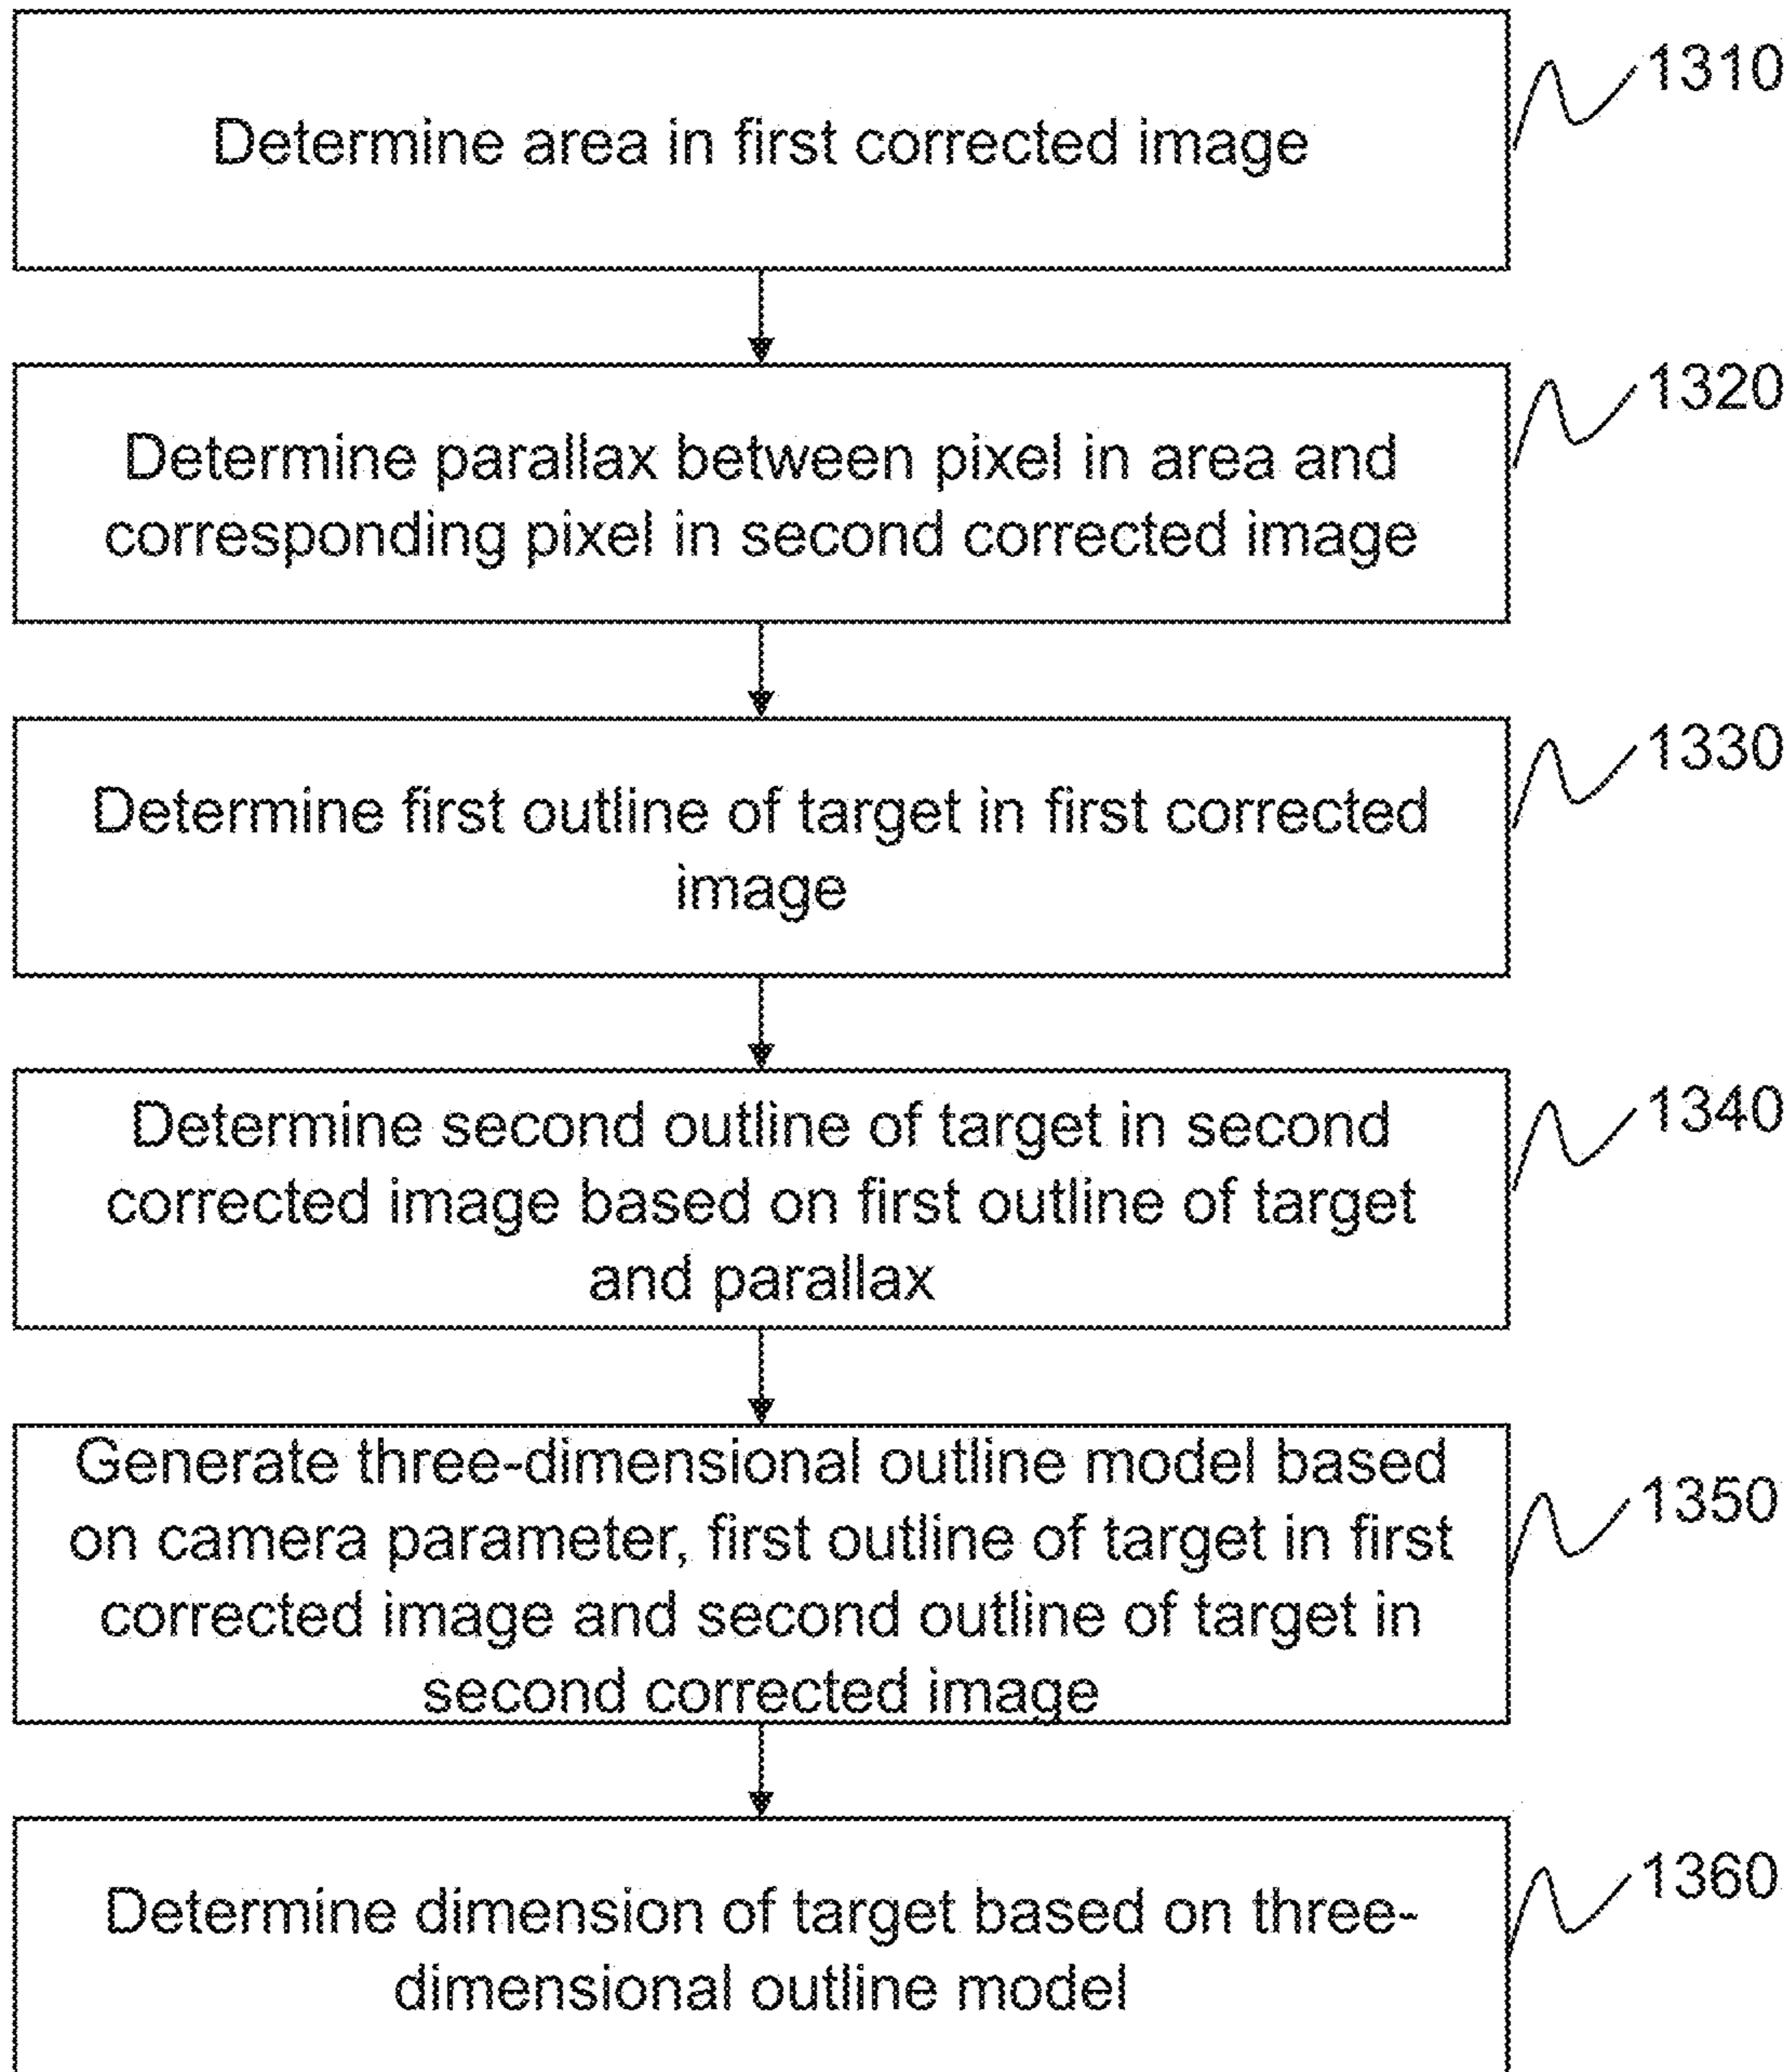 Determine area in first corrected image
1310
Determine parallax between pixel in area and
corresponding pixel in second corrected image
1320
Determine first outline of target in first corrected
image
1330
Determine second outline of target in second
corrected image based on first outline of target
and parallax
1340
Generate three-dimensional outline model based
on camera parameter, first outline of target in first
corrected image and second outline of target in
second corrected image
1350
Determine dimension of target based on three-
dimensional outline model
1360